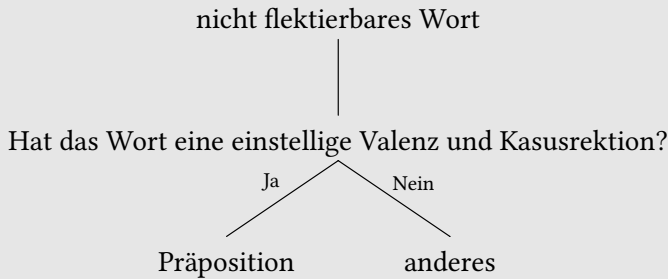 nicht flektierbares Wort
Hat das Wort eine einstellige Valenz und Kasusrektion?
Ja
Nein
Präposition
anderes